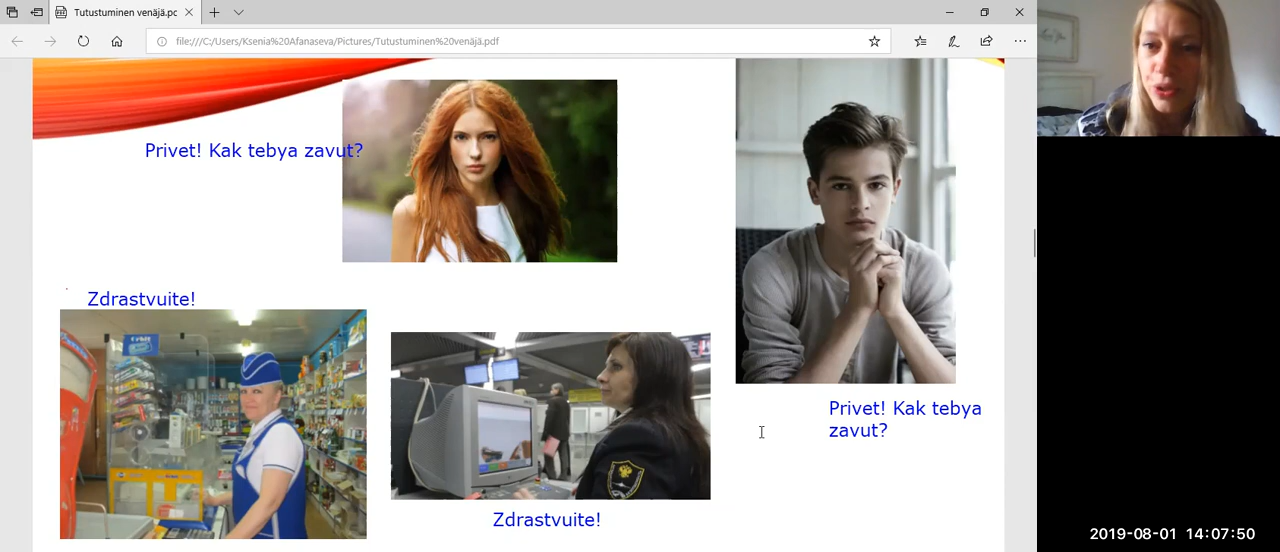 Tutustuminen venäjä.pc
file:///C:/Users/Ksenia%20Afanaseva/Pictures/Tutustuminen%20venäjä.pdf
Privet! Kak tebya zavut?
Zdrastvuite!
Privet! Kak tebya
zavut?
Zdrastvuite!
2019-08-01 14:07:50